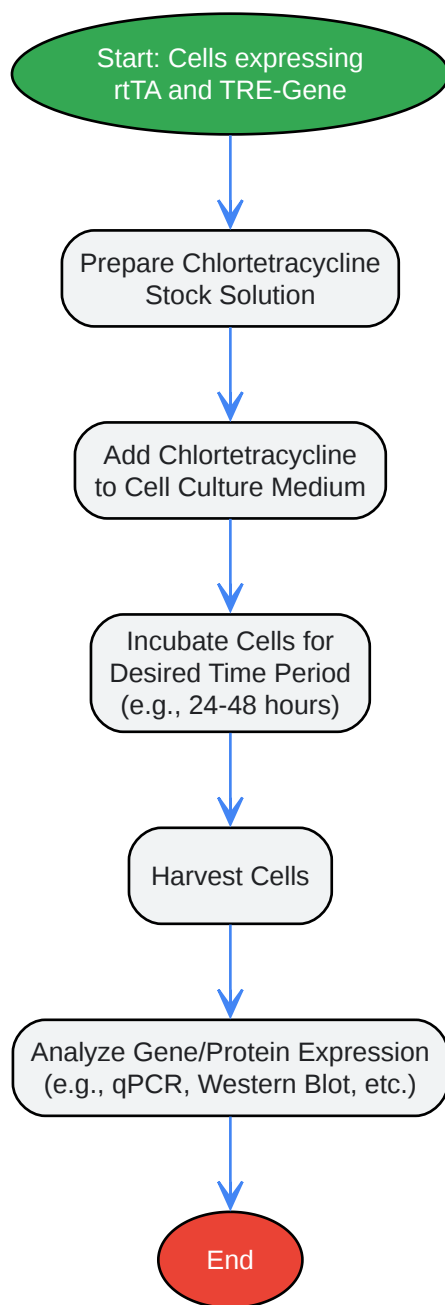 Start: Cells expressing
rtTA and TRE-Gene
Prepare Chlortetracycline
Stock Solution
Add Chlortetracycline
to Cell Culture Medium
Incubate Cells for
Desired Time Period
(e.g., 24-48 hours)
Harvest Cells
Analyze Gene/Protein Expression
(e.g., qPCR, Western Blot, etc.)
End